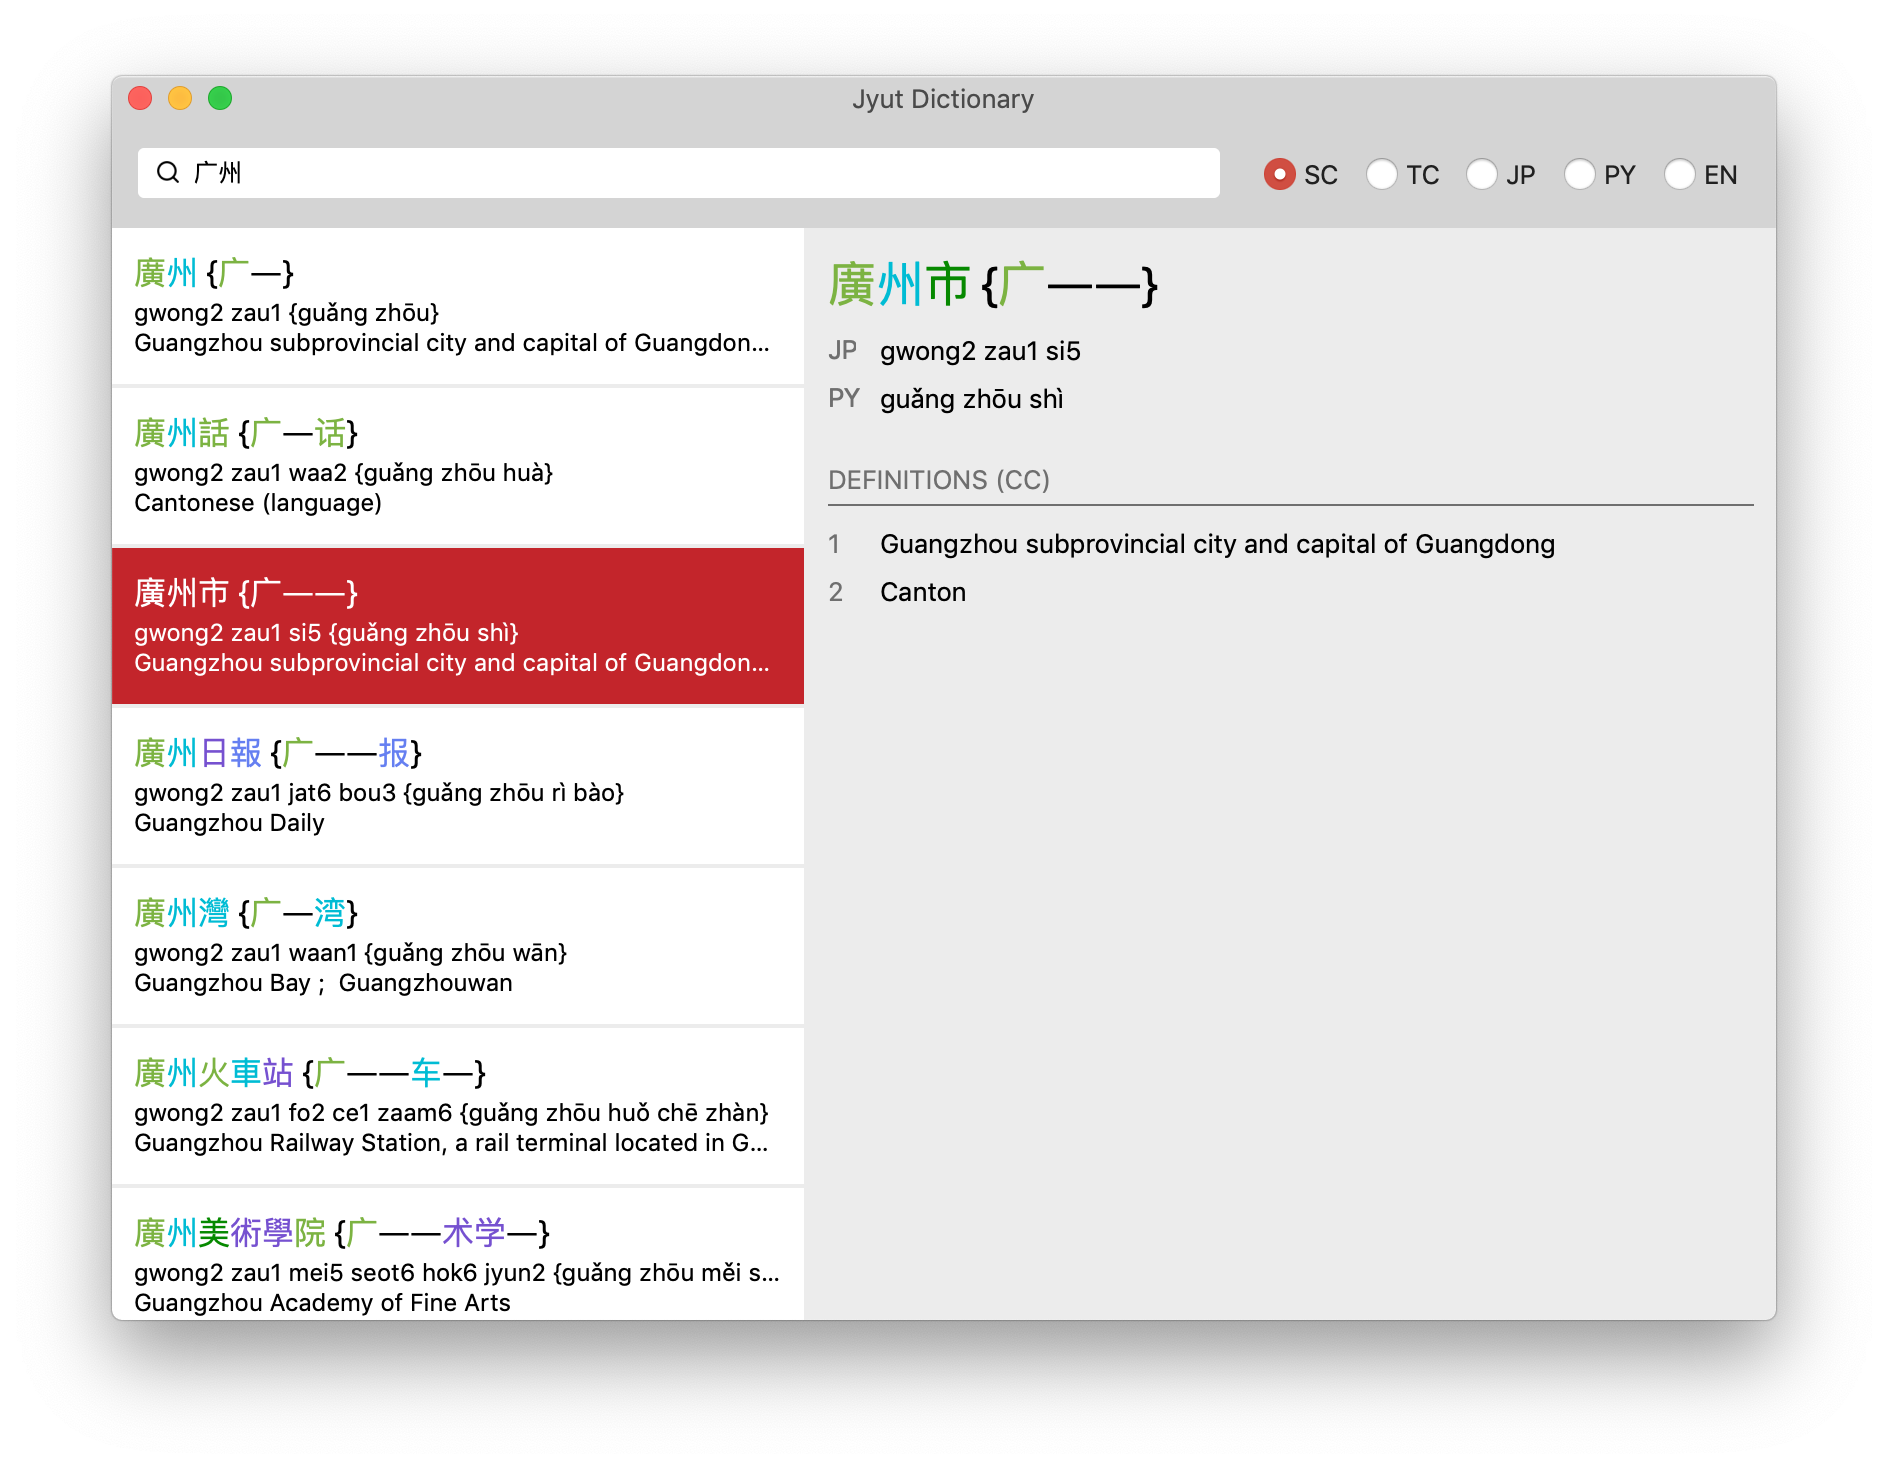 Jyut Dictionary
广州
SC TC JP PY EN
廣州 {广—}
gwong2 zau1 {guǎng zhōu}
Guangzhou subprovincial city and capital of Guangdon...
廣州話 {广—话}
gwong2 zau1 waa2 {guǎng zhōu huà}
Cantonese (language)
廣州市 {广——}
gwong2 zau1 si5 {guǎng zhōu shì}
Guangzhou subprovincial city and capital of Guangdon...
廣州日報 {广——报}
gwong2 zau1 jat6 bou3 {guǎng zhōu rì bào}
Guangzhou Daily
廣州灣 {广—湾}
gwong2 zau1 waan1 {guǎng zhōu wān}
Guangzhou Bay ; Guangzhouwan
廣州火車站 {广——车—}
gwong2 zau1 fo2 ce1 zaam6 {guǎng zhōu huǒ chē zhàn}
Guangzhou Railway Station, a rail terminal located in G...
廣州美術學院 {广——术学—}
gwong2 zau1 mei5 seot6 hok6 jyun2 {guǎng zhōu měi s...
Guangzhou Academy of Fine Arts
廣州市 {广——}
JP gwong2 zau1 si5
PY guǎng zhōu shì
DEFINITIONS (CC)
1 Guangzhou subprovincial city and capital of Guangdong
2 Canton